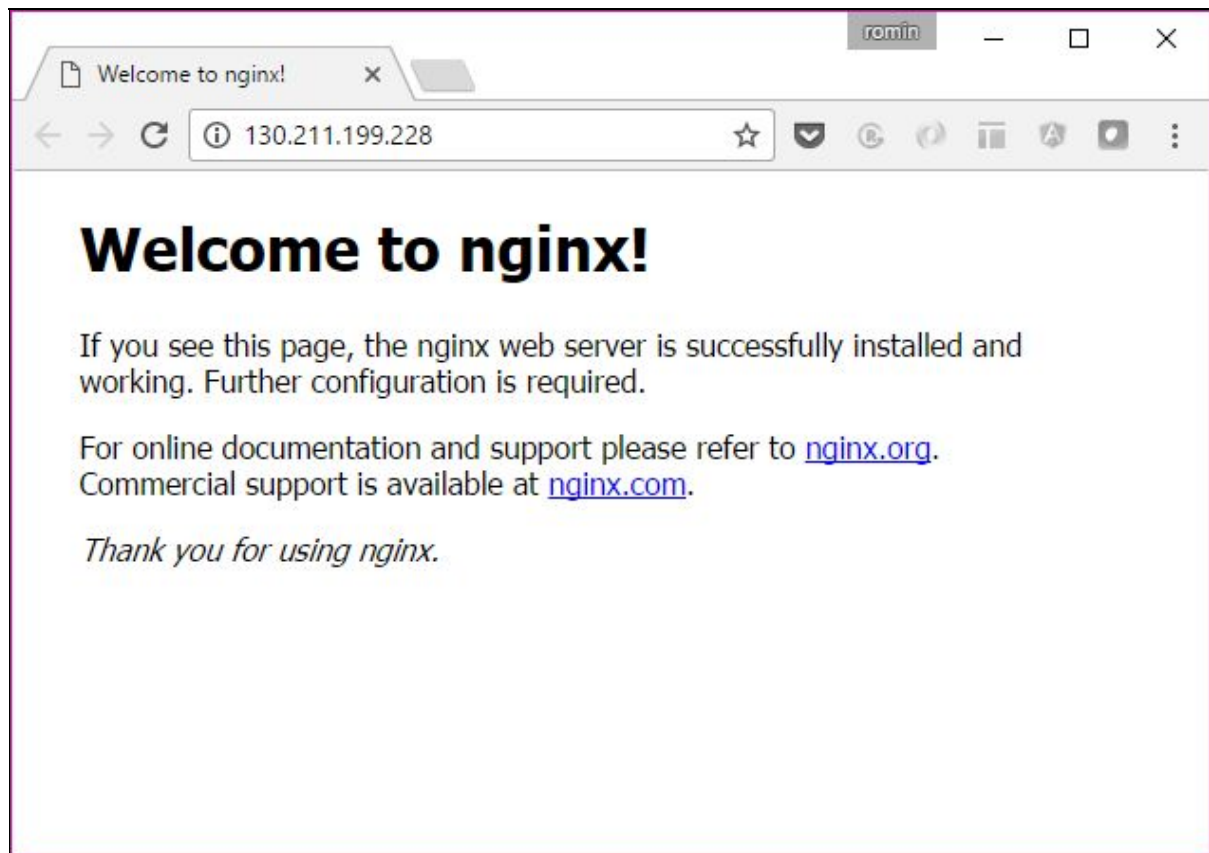 romin
Welcome to nginx!
130.211.199.228
Welcome to nginx!
If you see this page, the nginx web server is successfully installed and
working. Further configuration is required.
For online documentation and support please refer to nginx.org.
Commercial support is available at nginx.com.
Thank you for using nginx.